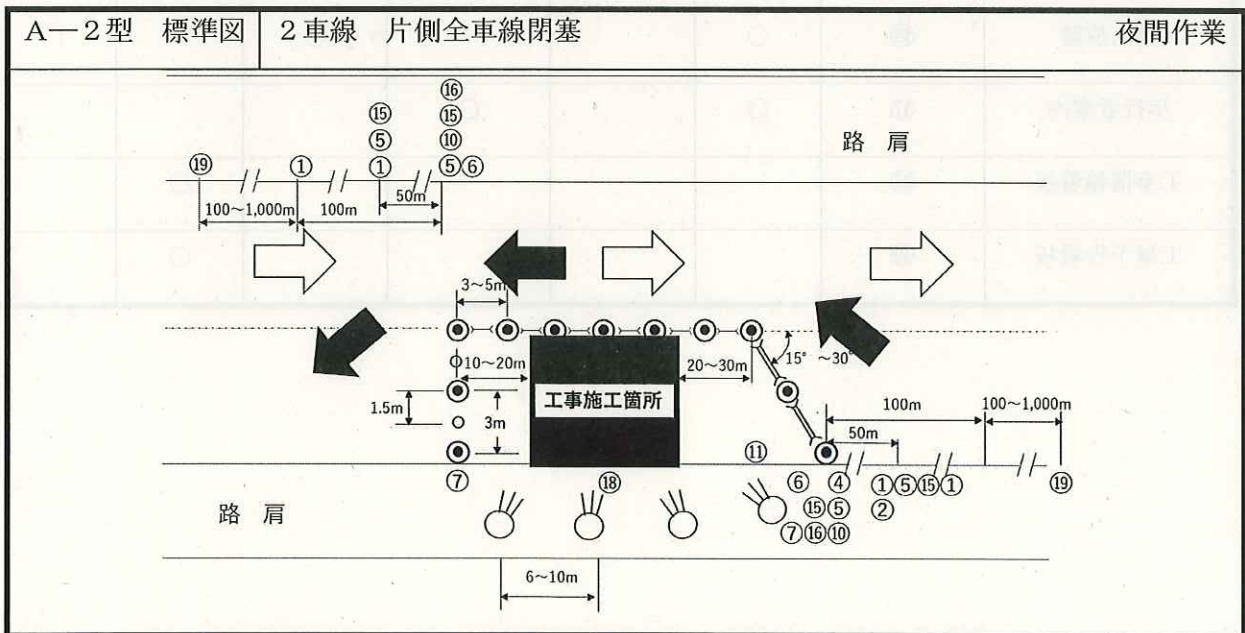 A―2型 標準図 2車線 片側全車線閉塞 夜間作業
⑯
⑮ ⑮
⑤ ⑩
⑲ ① ① ⑤⑥
路肩
50m
100~1,000m 100m
3~5m
10~20m 20~30m 15°~30°
工事施工箇所
1.5m 3m
100m 100~1,000m
50m
⑪
⑦ ⑱ ⑥ ④ ①⑤⑮① ⑲
⑮⑤ ②
⑦⑯⑩
路肩
6~10m